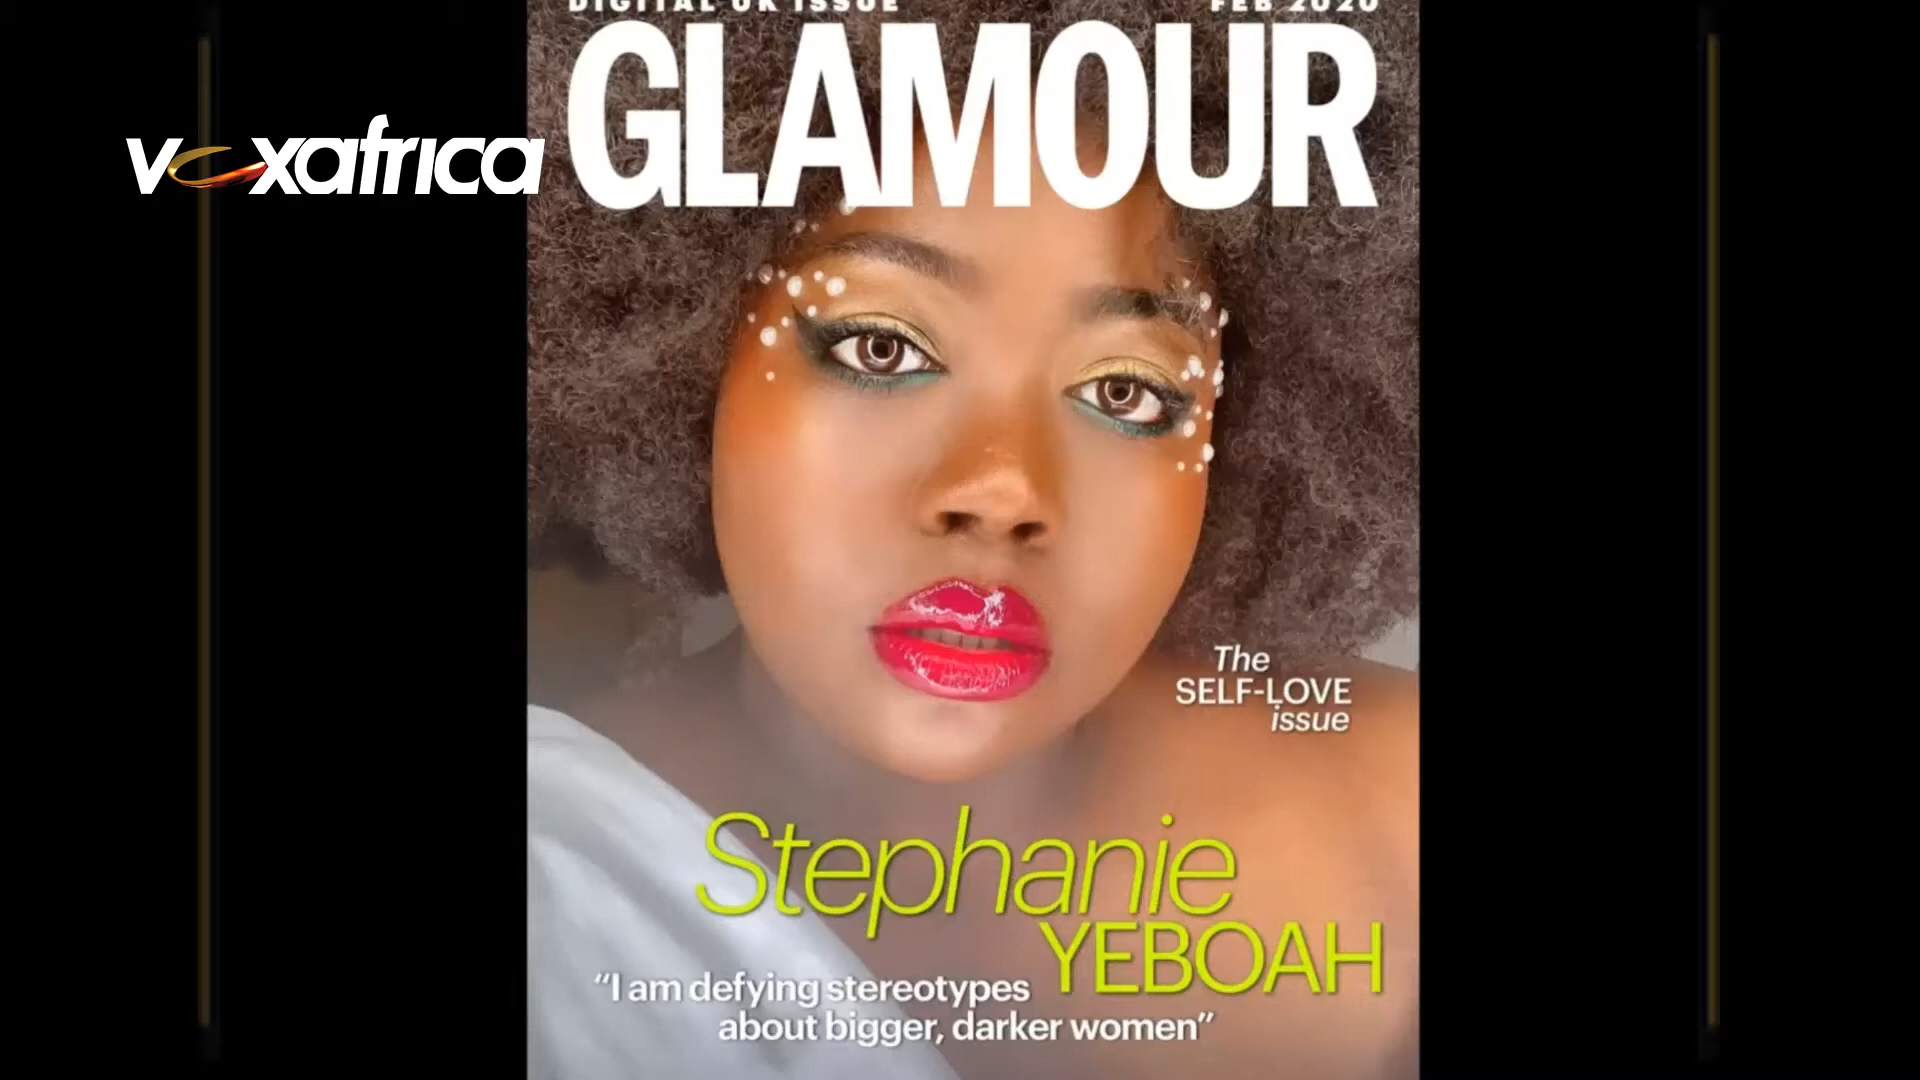 DIGITAL UK ISSUE FEB 2020
GLAMOUR
voxafrica
The
SELF-LOVE
issue
Stephanie
YEBOAH
“I am defying stereotypes
about bigger, darker women”